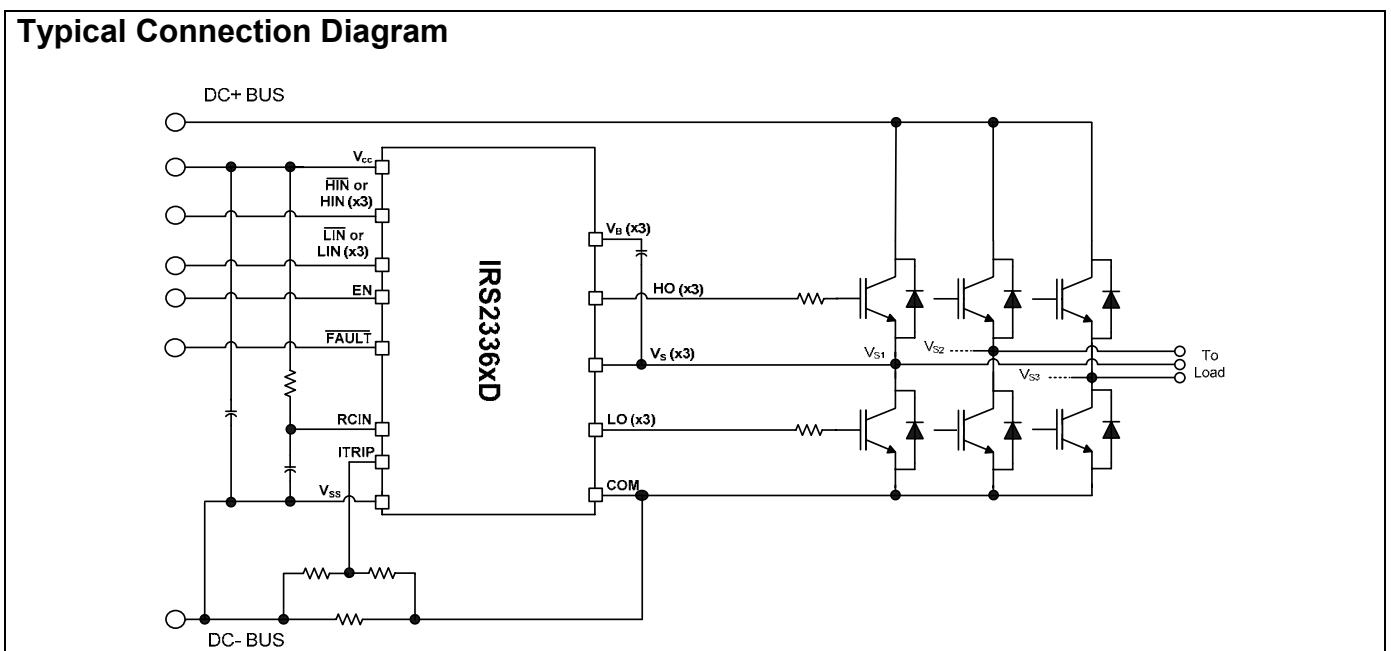 Typical Connection Diagram
DC+ BUS
Vcc
HIN or
HIN (x3)
LIN or
LIN (x3)
EN
FAULT
RCIN
ITRIP
VSS
IRS2336xD
VB (x3)
HO (x3)
VS (x3)
LO (x3)
COM
VS1
VS2
VS3
To
Load
DC- BUS